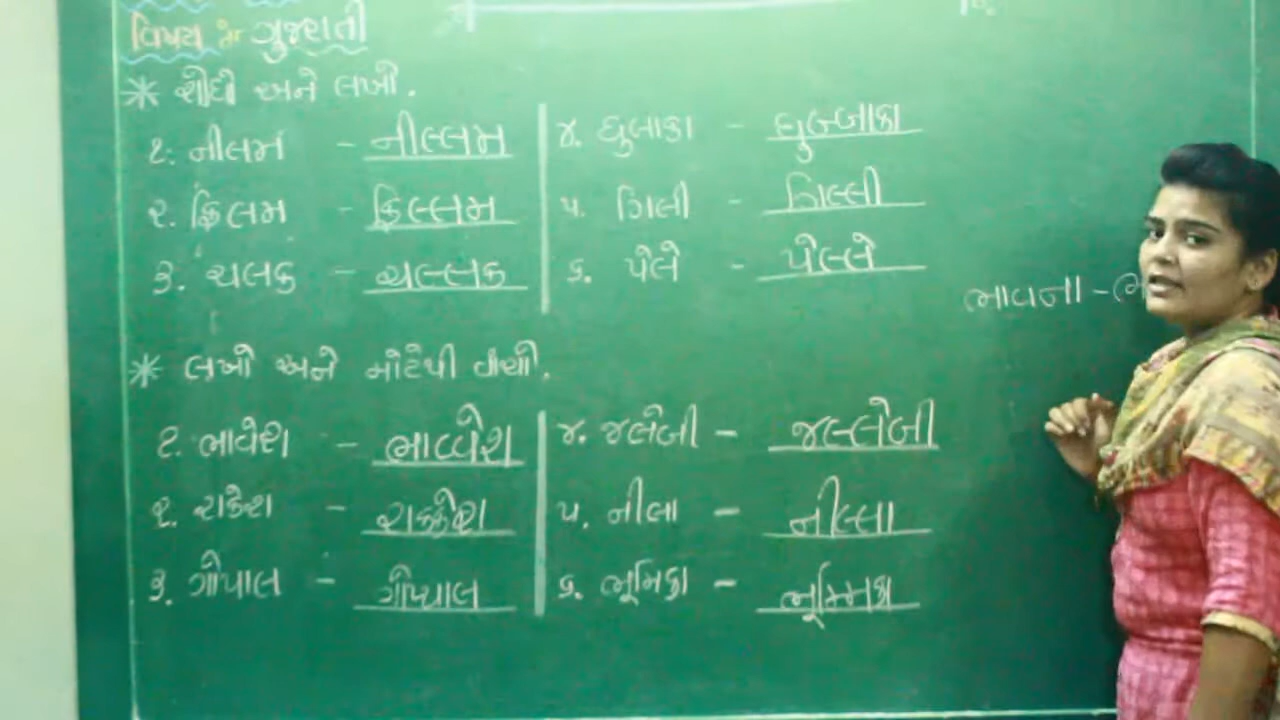 વિષય :- ગુજરાતી
* શોધો અને લખો.
૧. નીલમ - નીલ્લમ
૨. ફિલમ - ફિલ્લમ
૩. ચલક - ચલ્લક
૪. ધુલાકા - ધુબ્બાકા
૫. ગિલી - ગિલ્લી
૬. પેલે - પેલ્લે
ભાવના -
* લખો અને મોટેથી વાંચો.
૧. ભાવેશ - ભાવ્વેશ
૨. રાકેશ - રાક્કેશ
૩. ગોપાલ - ગોપ્પાલ
૪. જલેબી - જલ્લેબી
૫. નીલા - નીલ્લા
૬. ભૂમિકા - ભૂમ્મિકા